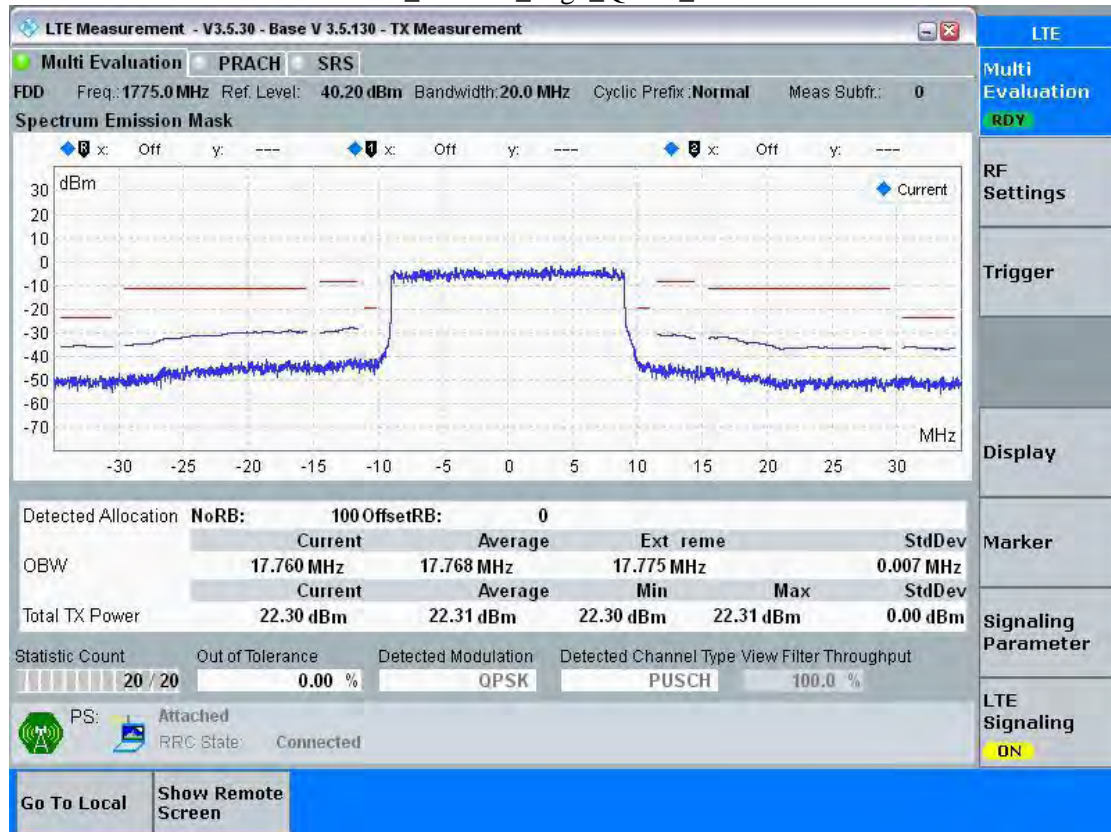 LTE Measurement - V3.5.30 - Base V 3.5.130 - TX Measurement
LTE
Multi Evaluation PRACH SRS
FDD Freq.:1775.0 MHz Ref. Level: 40.20 dBm Bandwidth:20.0 MHz Cyclic Prefix :Normal Meas Subfr.: 0
Spectrum Emission Mask
R x: Off y: --- 1 x: Off y: --- 2 x: Off y: ---
dBm
Current
30
20
10
0
-10
-20
-30
-40
-50
-60
-70
MHz
-30 -25 -20 -15 -10 -5 0 5 10 15 20 25 30
Detected Allocation NoRB: 100 OffsetRB: 0
Current Average Ext reme StdDev
OBW 17.760 MHz 17.768 MHz 17.775 MHz 0.007 MHz
Current Average Min Max StdDev
Total TX Power 22.30 dBm 22.31 dBm 22.30 dBm 22.31 dBm 0.00 dBm
Statistic Count Out of Tolerance Detected Modulation Detected Channel Type View Filter Throughput
20 / 20 0.00 % QPSK PUSCH 100.0 %
PS: Attached
RRC State: Connected
Multi
Evaluation
RDY
RF
Settings
Trigger
Display
Marker
Signaling
Parameter
LTE
Signaling
ON
Go To Local
Show Remote
Screen